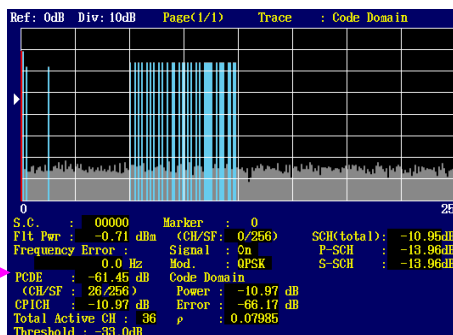 Ref: 0dB Div: 10dB Page(1/1) Trace : Code Domain
0 25
S.C. : 00000 Marker : 0
Flt Pwr : -0.71 dBm (CH/SF: 0/256) SCH(total): -10.95dB
Frequency Error : Signal : On P-SCH : -13.96dB
0.0 Hz Mod. : QPSK S-SCH : -13.96dB
PCDE : -61.45 dB Code Domain
(CH/SF : 26/256) Power : -10.97 dB
CPICH : -10.97 dB Error : -66.17 dB
Total Active CH : 36 ρ : 0.07985
Threshold : -33.0dB